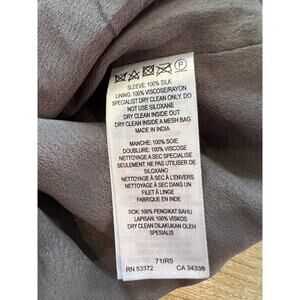 P
SLEEVE: 100% SILK
LINING: 100% VISCOSE/RAYON
SPECIALIST DRY CLEAN ONLY. DO
NOT USE SILOXANE
DRY CLEAN INSIDE OUT
DRY CLEAN INSIDE A MESH BAG
MADE IN INDIA
MANCHE: 100% SOIE
DOUBLURE: 100% VISCOSE
NETTOYAGE A SEC SPECIALISE
SEULEMENT. NE PAS UTILISER DE
SILOXANO
NETTOYAGE À SEC À L'ENVERS
NETTOYAGE À SEC DANS UN
FILET À LINGE
FABRIQUE EN INDE
ROK: 100% PENGIKAT BAHU
LAPISAN: 100% VISKOS
DRY CLEAN DILAKUKAN OLEH
SPESIALIS
71IR5
RN 53372 CA 34338